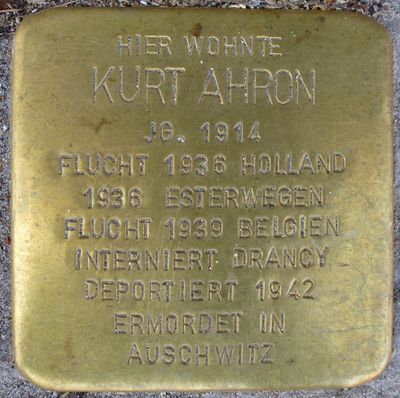 HIER WOHNTE
KURT AHRON
JG. 1914
FLUCHT 1936 HOLLAND
1936 ESTERWEGEN
FLUCHT 1939 BELGIEN
INTERNIERT DRANCY
DEPORTIERT 1942
ERMORDET IN
AUSCHWITZ